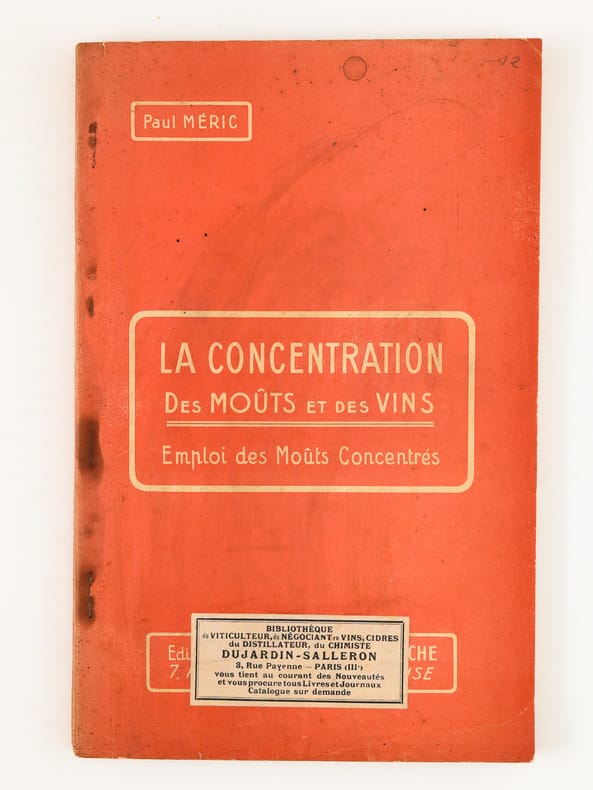 Paul MÉRIC
LA CONCENTRATION
DES MOÛTS ET DES VINS
Emploi des Moûts Concentrés
BIBLIOTHÈQUE
du VITICULTEUR, du NÉGOCIANT en VINS, CIDRES
du DISTILLATEUR, du CHIMISTE
DUJARDIN-SALLERON
3, Rue Payenne — PARIS (IIIe)
vous tient au courant des Nouveautés
et vous procure tous Livres et Journaux
Catalogue sur demande